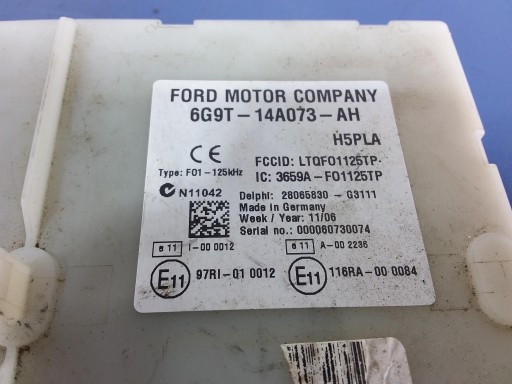 FORD MOTOR COMPANY
6G9T-14A073-AH
H5PLA
CE FCCID: LTQFO1125TP
Type: FO1-125kHz IC: 3659A-FO1125TP
N11042 Delphi: 28065830-G3111
Made in Germany
Week / Year: 11/06
Serial no.: 000060730074
e 11 I-00 0012 e 11 A-00 2236
E11 97RI-01 0012 E11 116RA-00 0084